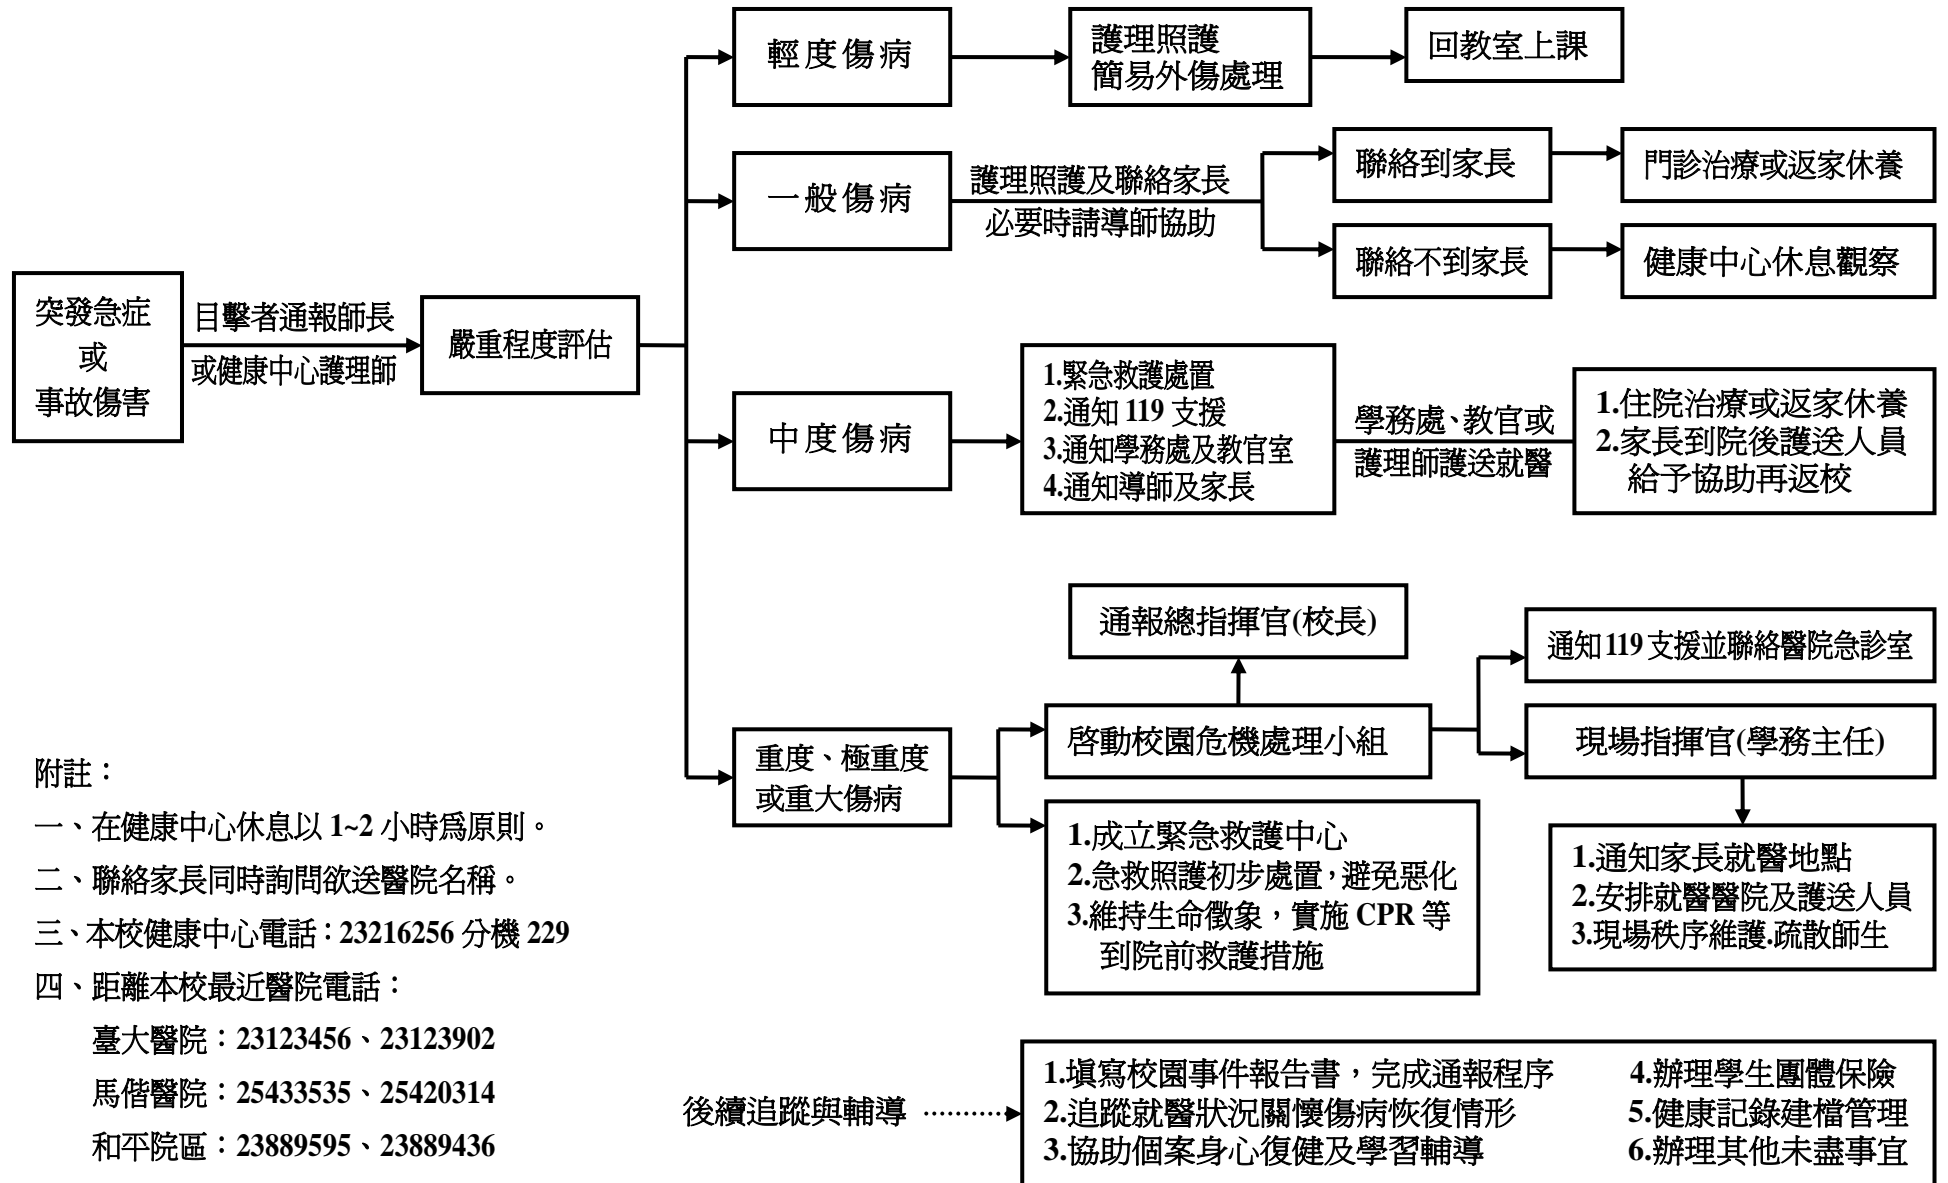 輕度傷病
護理照護
簡易外傷處理
回教室上課
一般傷病
護理照護及聯絡家長
必要時請導師協助
聯絡到家長
門診治療或返家休養
聯絡不到家長
健康中心休息觀察
突發急症
或
事故傷害
目擊者通報師長
或健康中心護理師
嚴重程度評估
中度傷病
1.緊急救護處置
2.通知 119 支援
3.通知學務處及教官室
4.通知導師及家長
學務處、教官或
護理師護送就醫
1.住院治療或返家休養
2.家長到院後護送人員
給予協助再返校
重度、極重度
或重大傷病
通報總指揮官(校長)
啓動校園危機處理小組
通知 119 支援並聯絡醫院急診室
現場指揮官(學務主任)
1.成立緊急救護中心
2.急救照護初步處置，避免惡化
3.維持生命徵象，實施 CPR 等
到院前救護措施
1.通知家長就醫地點
2.安排就醫醫院及護送人員
3.現場秩序維護.疏散師生
附註：
一、在健康中心休息以 1~2 小時爲原則。
二、聯絡家長同時詢問欲送醫院名稱。
三、本校健康中心電話：23216256 分機 229
四、距離本校最近醫院電話：
臺大醫院：23123456、23123902
馬偕醫院：25433535、25420314
和平院區：23889595、23889436
後續追蹤與輔導
1.填寫校園事件報告書，完成通報程序
2.追蹤就醫狀況關懷傷病恢復情形
3.協助個案身心復健及學習輔導
4.辦理學生團體保險
5.健康記錄建檔管理
6.辦理其他未盡事宜